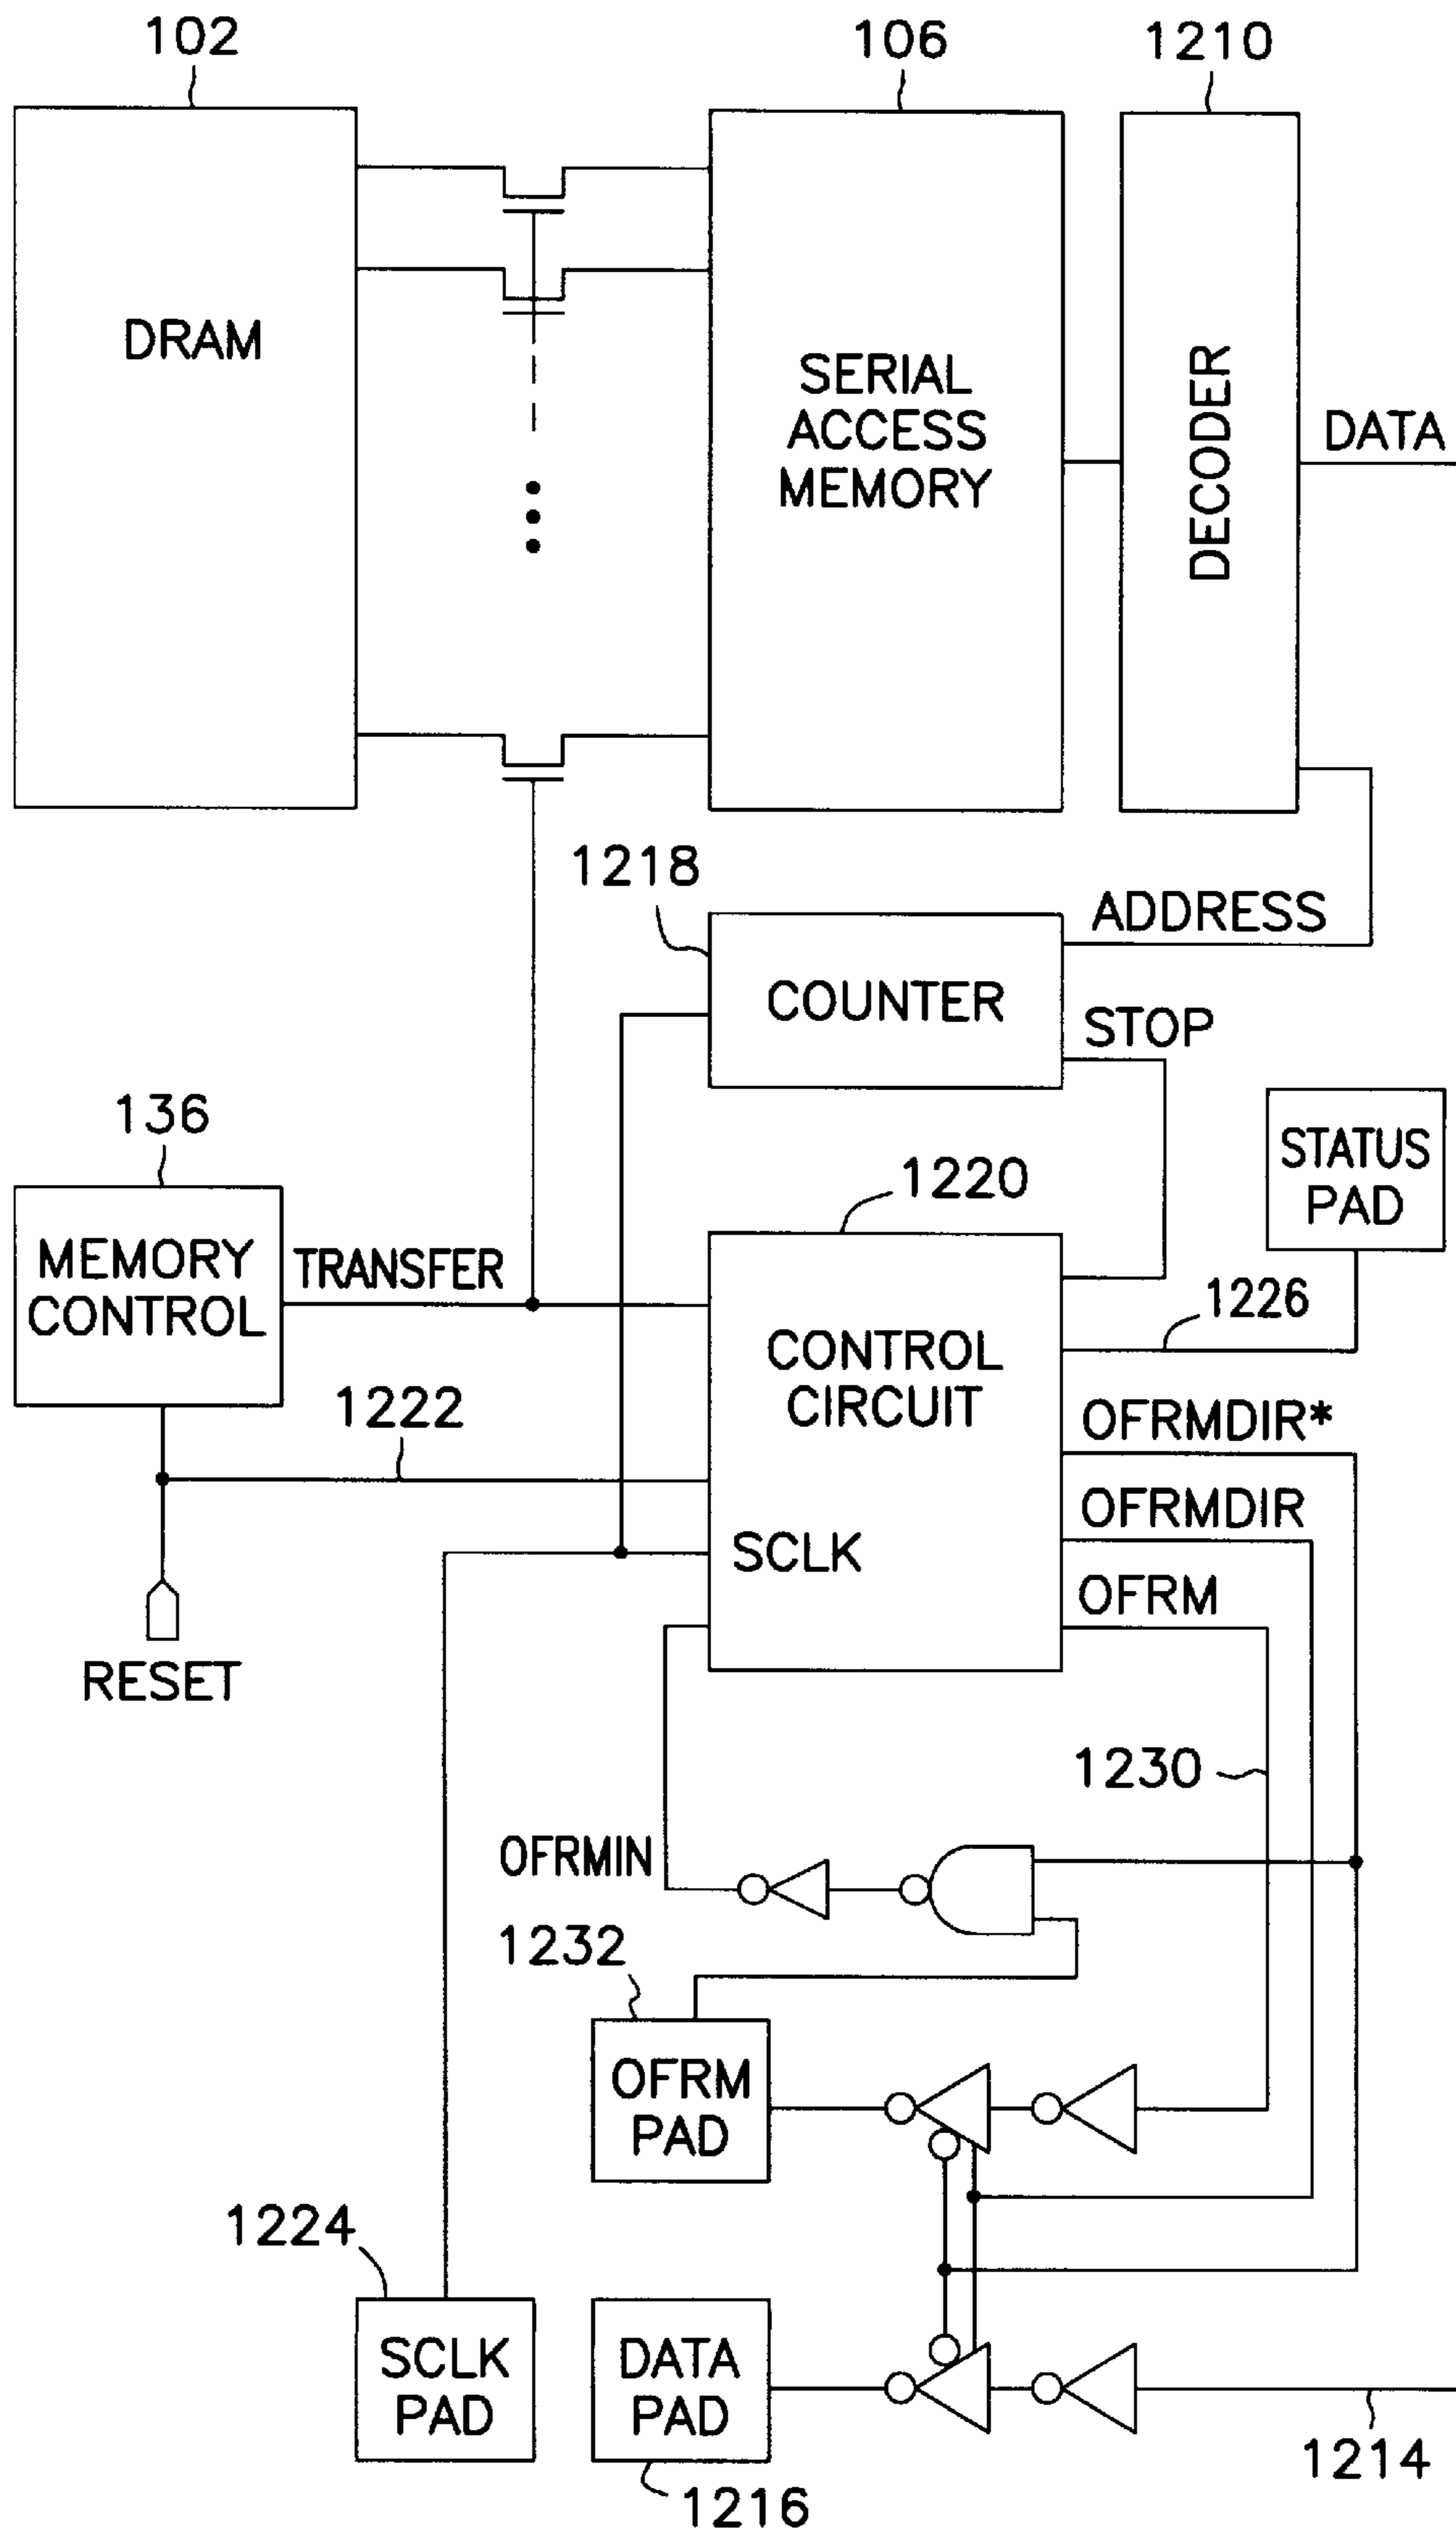 102
106
1210
DRAM
SERIAL
ACCESS
MEMORY
DECODER
DATA
1218
ADDRESS
COUNTER
STOP
136
STATUS
PAD
1220
MEMORY
CONTROL
TRANSFER
1226
CONTROL
CIRCUIT
1222
OFRMDIR*
OFRMDIR
SCLK
OFRM
RESET
1230
OFRMIN
1232
OFRM
PAD
1224
SCLK
PAD
DATA
PAD
1214
1216